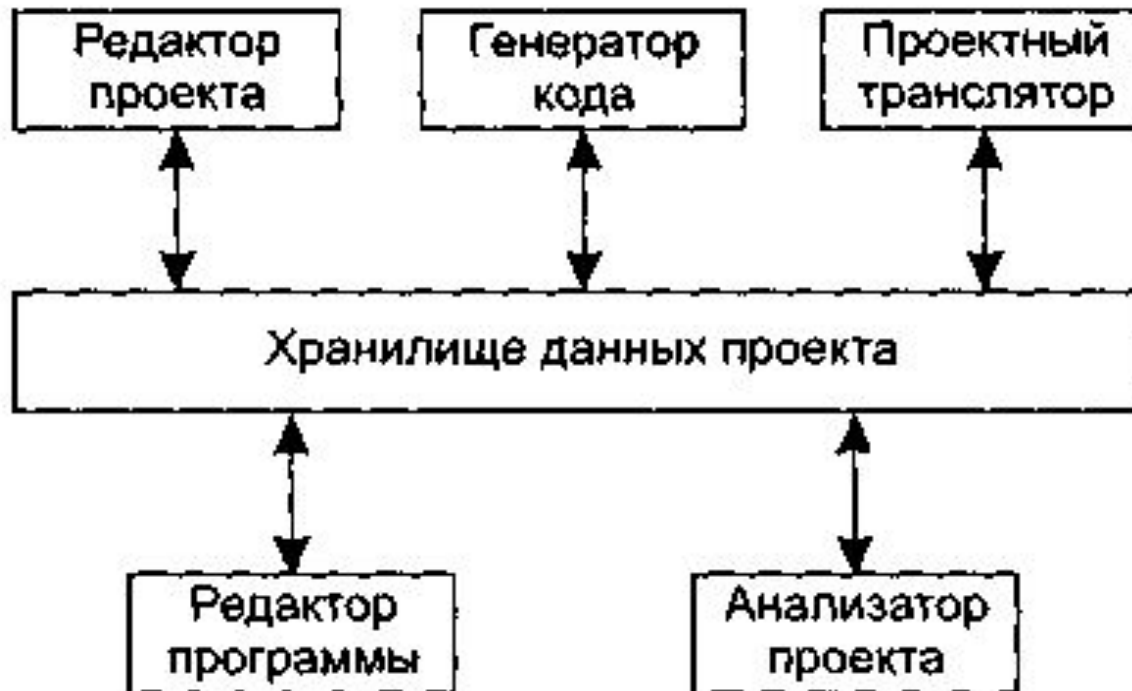 Редактор
проекта
Генератор
кода
Проектный
транслятор
Хранилище данных проекта
Редактор
программы
Анализатор
проекта